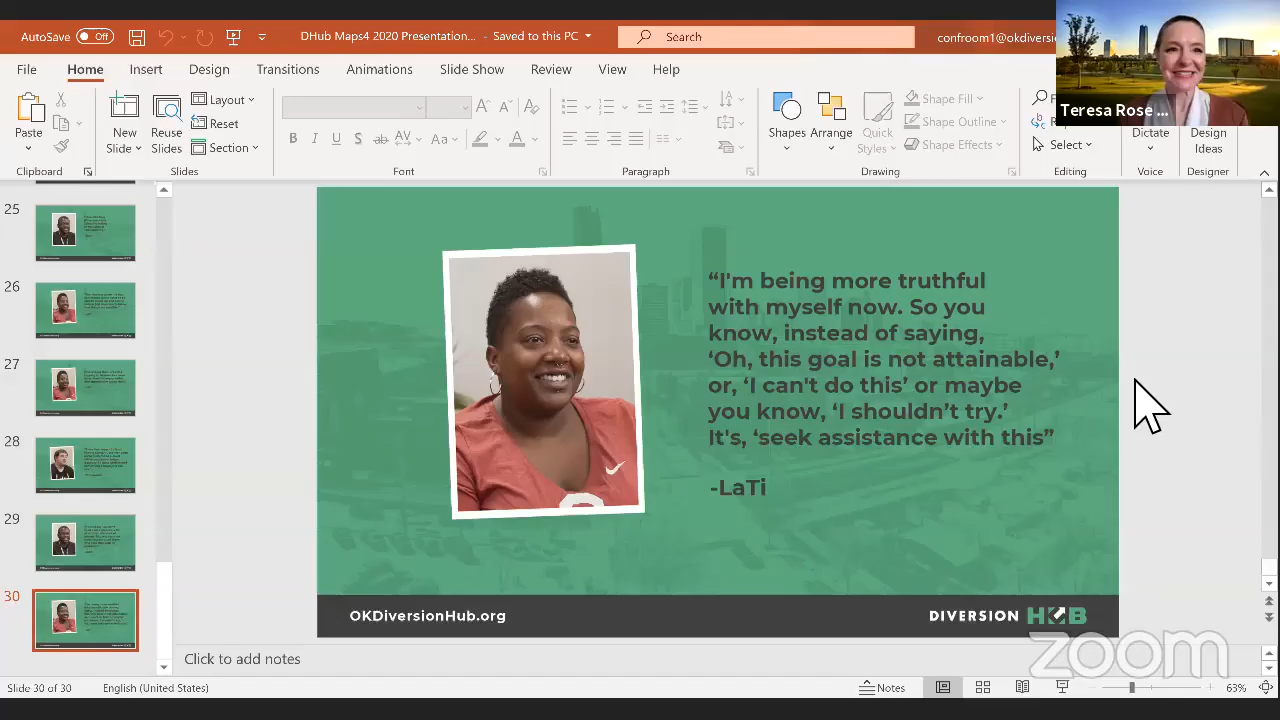 AutoSave Off DHub Maps4 2020 Presentation... - Saved to this PC Search confroom1@okdiversi
Teresa Rose ...
File Home Insert Design Transitions Animations Slide Show Review View Help
New Slide Reuse Slides Layout Reset Section
B I U S ab AV Aa A
Shapes Arrange Quick Styles Shape Fill Shape Outline Shape Effects
Select Dictate Design Ideas
Clipboard Slides Font Paragraph Drawing Editing Voice Designer
25
26
27
28
29
30
“I'm being more truthful
with myself now. So you
know, instead of saying,
‘Oh, this goal is not attainable,’
or, ‘I can't do this’ or maybe
you know, ‘I shouldn’t try.’
It's, ‘seek assistance with this”
-LaTi
OKDiversionHub.org DIVERSION HUB
zoom
Click to add notes
Slide 30 of 30 English (United States) Notes 63%